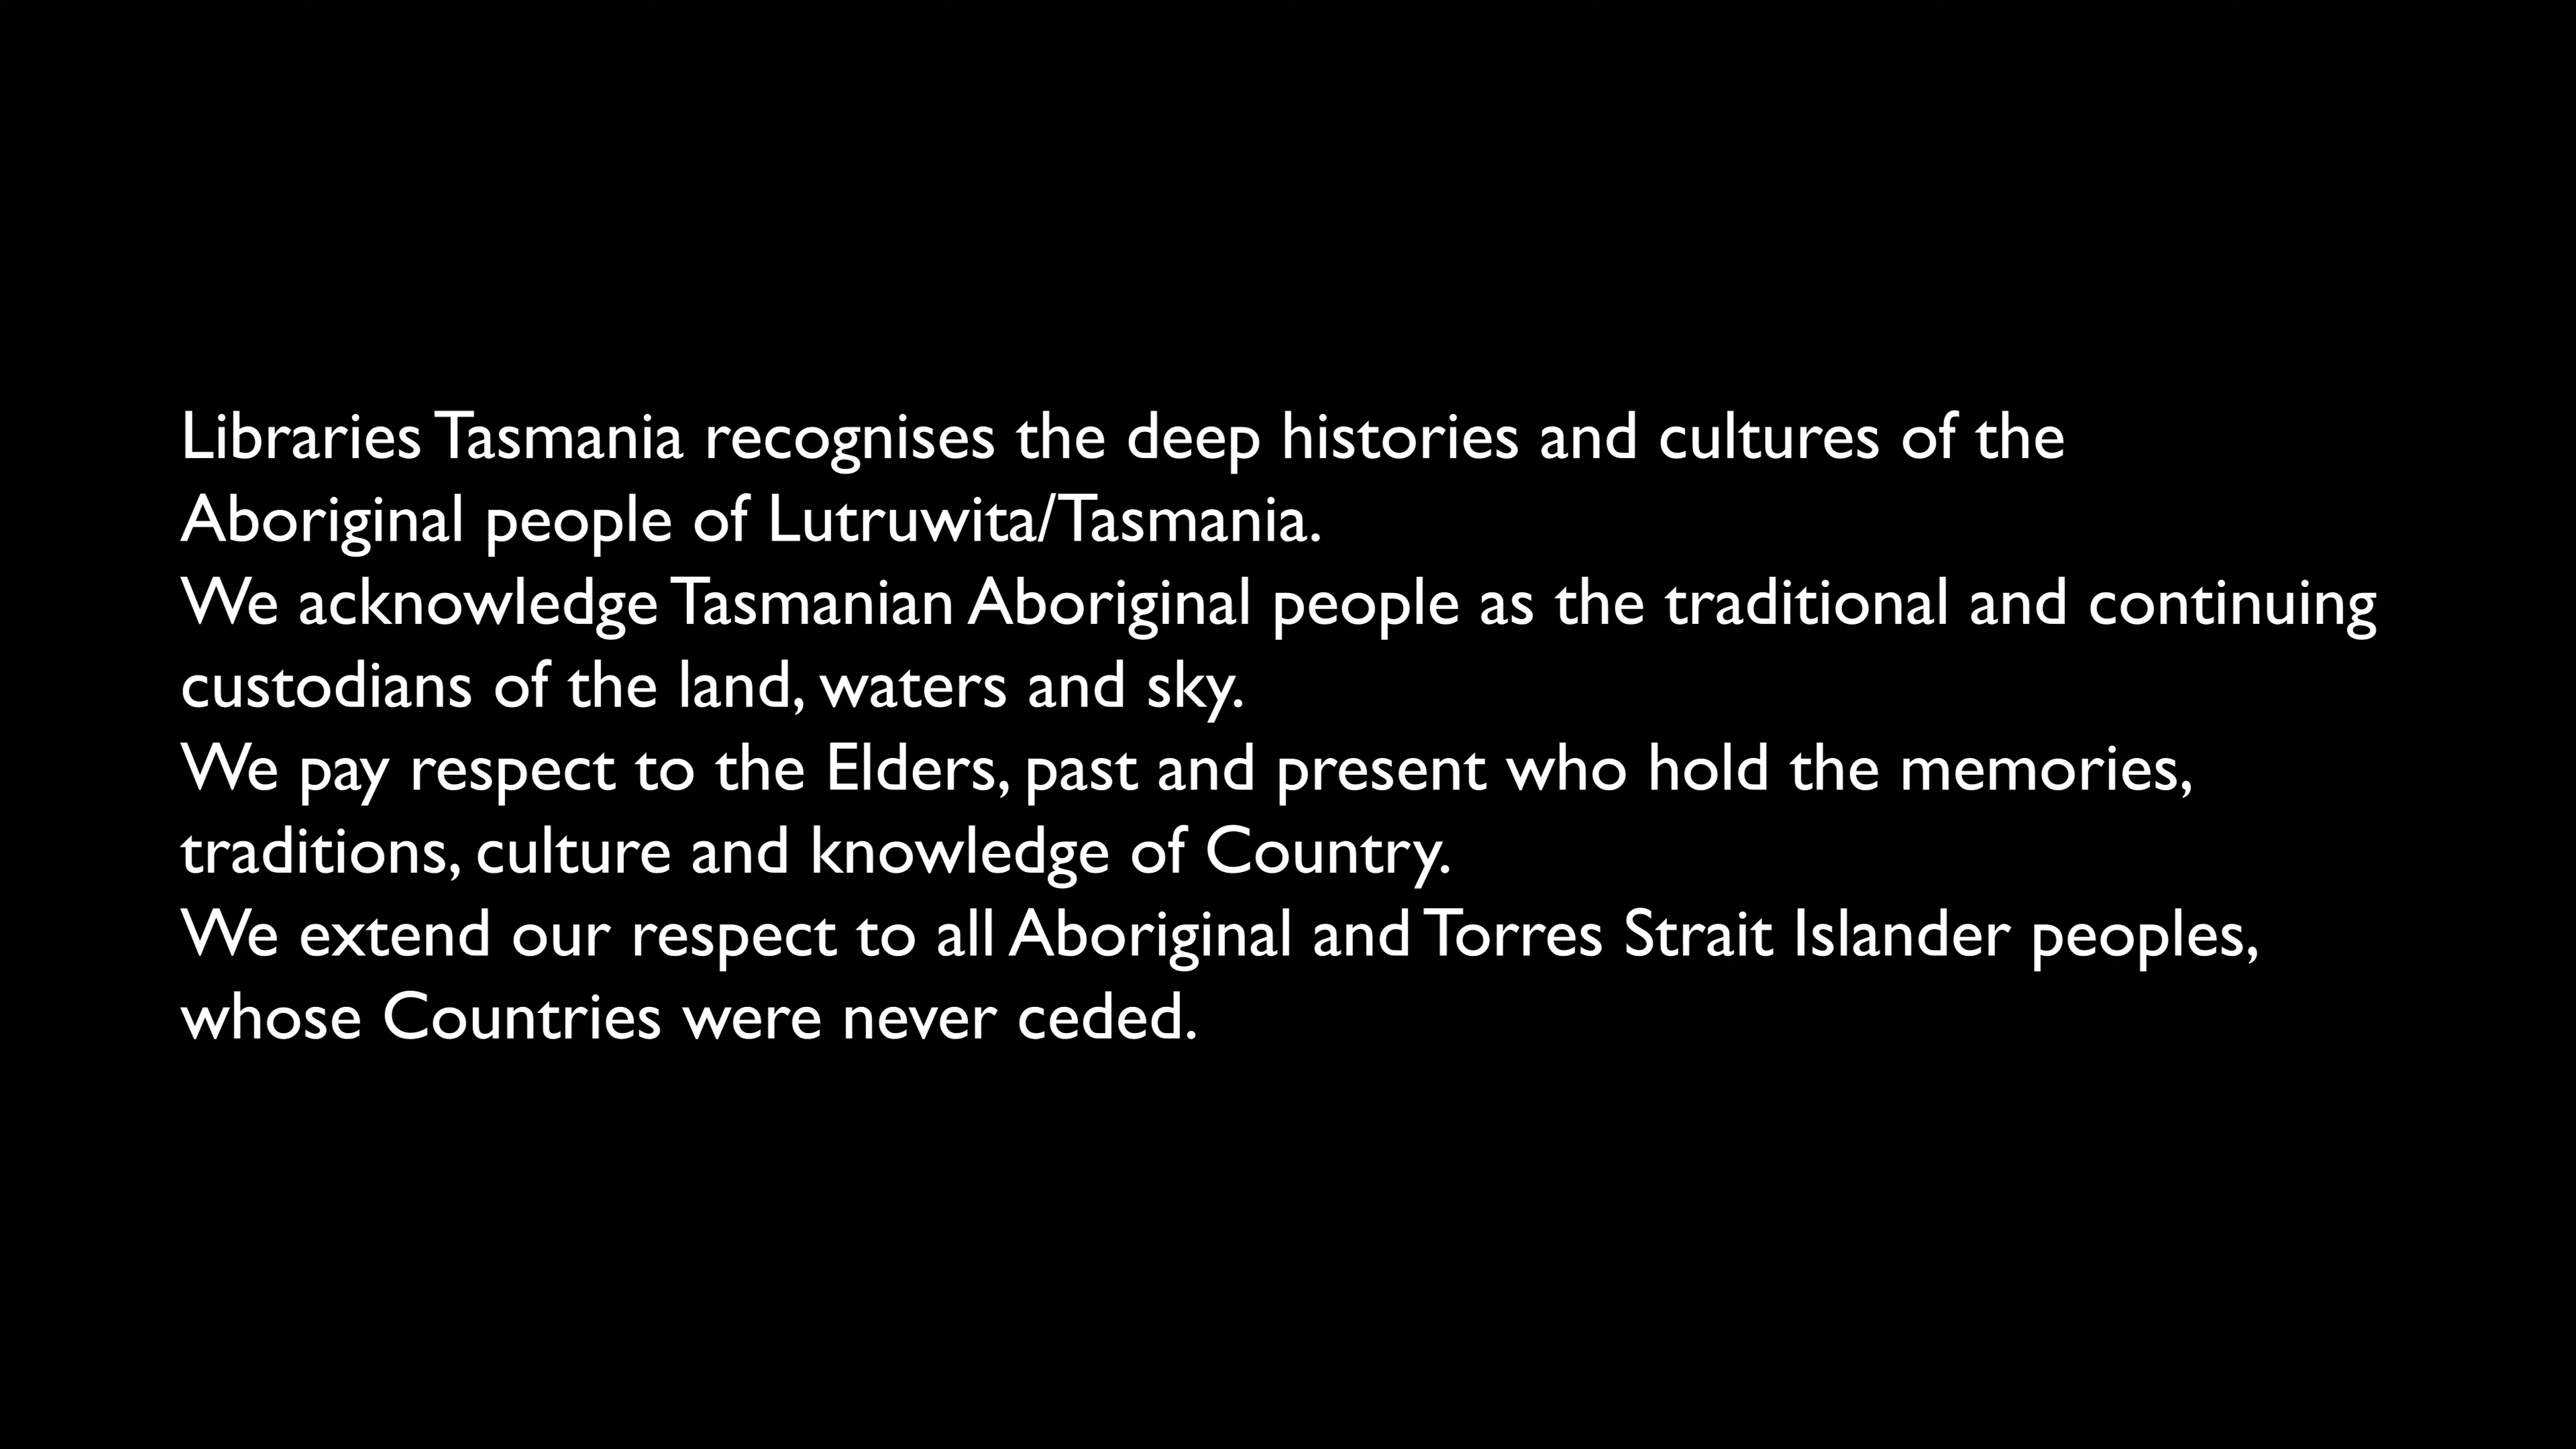 Libraries Tasmania recognises the deep histories and cultures of the
Aboriginal people of Lutruwita/Tasmania.
We acknowledge Tasmanian Aboriginal people as the traditional and continuing
custodians of the land, waters and sky.
We pay respect to the Elders, past and present who hold the memories,
traditions, culture and knowledge of Country.
We extend our respect to all Aboriginal and Torres Strait Islander peoples,
whose Countries were never ceded.